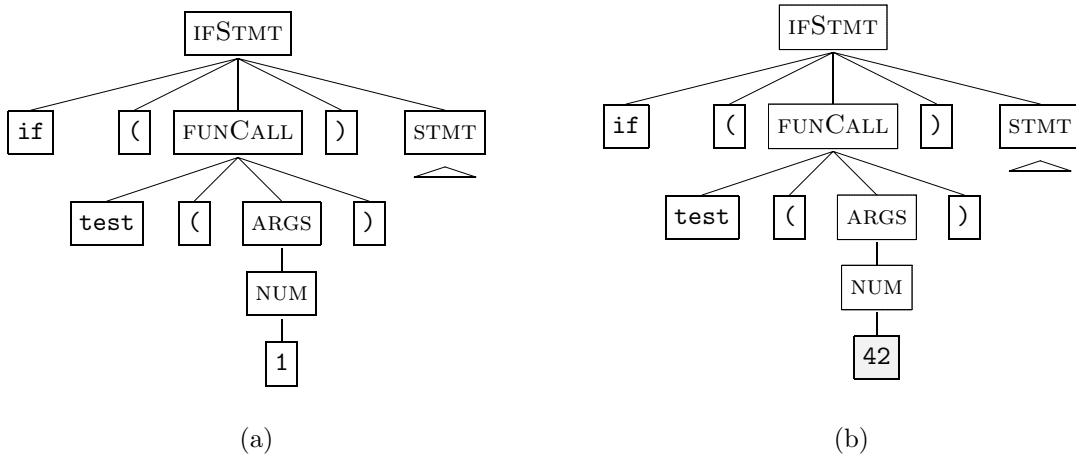 IFSTMT IFSTMT
if ( FUNCALL ) STMT if ( FUNCALL ) STMT
test ( ARGS ) test ( ARGS )
NUM NUM
1 42
(a) (b)